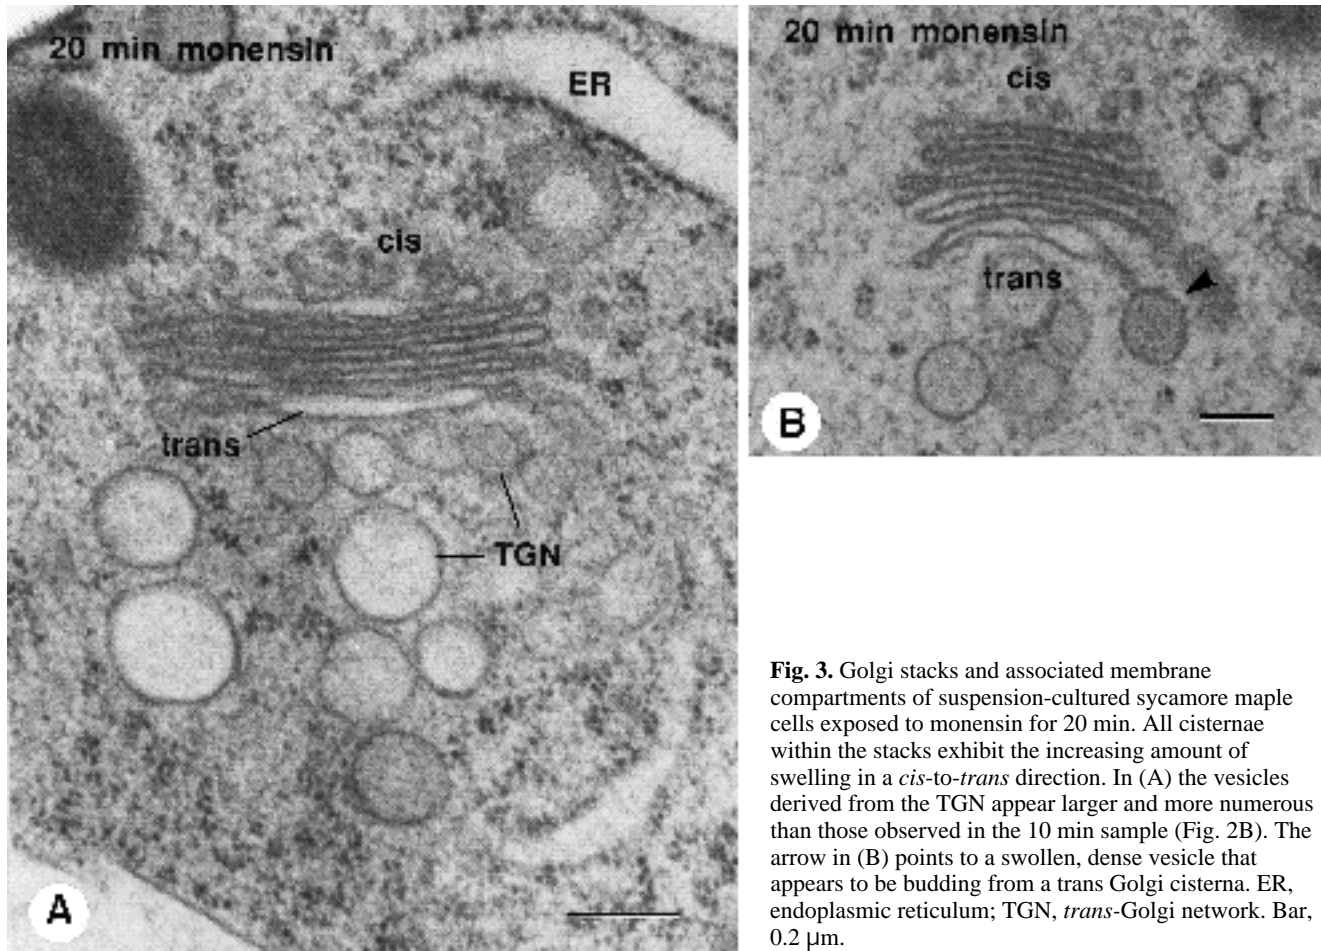 20 min monensin
ER
cis
trans
TGN
A
20 min monensin
cis
trans
B
Fig. 3. Golgi stacks and associated membrane
compartments of suspension-cultured sycamore maple
cells exposed to monensin for 20 min. All cisternae
within the stacks exhibit the increasing amount of
swelling in a cis-to-trans direction. In (A) the vesicles
derived from the TGN appear larger and more numerous
than those observed in the 10 min sample (Fig. 2B). The
arrow in (B) points to a swollen, dense vesicle that
appears to be budding from a trans Golgi cisterna. ER,
endoplasmic reticulum; TGN, trans-Golgi network. Bar,
0.2 μm.